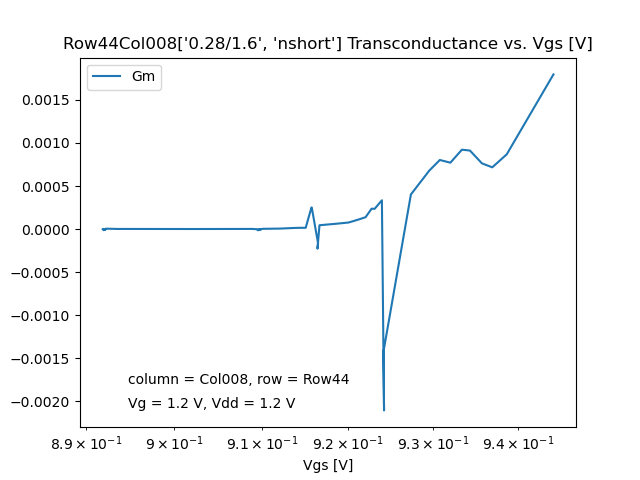 Row44Col008['0.28/1.6', 'nshort'] Transconductance vs. Vgs [V]
Gm
0.0015
0.0010
0.0005
0.0000
−0.0005
−0.0010
−0.0015
−0.0020
column = Col008, row = Row44
Vg = 1.2 V, Vdd = 1.2 V
8.9 × 10⁻¹ 9 × 10⁻¹ 9.1 × 10⁻¹ 9.2 × 10⁻¹ 9.3 × 10⁻¹ 9.4 × 10⁻¹
Vgs [V]